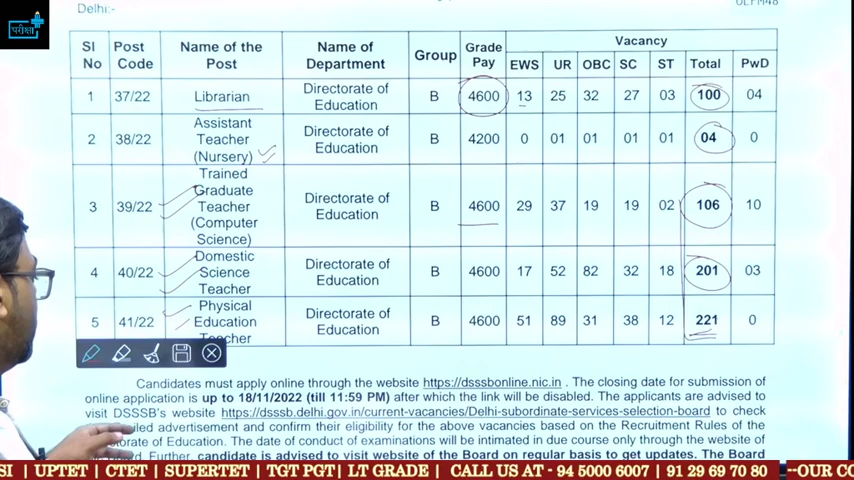 परीक्षा
Delhi:-
Sl No
Post Code
Name of the Post
Name of Department
Group
Grade Pay
Vacancy
EWS UR OBC SC ST Total PwD
1 37/22 Librarian Directorate of Education B 4600 13 25 32 27 03 100 04
2 38/22 Assistant Teacher (Nursery) Directorate of Education B 4200 0 01 01 01 01 04 0
3 39/22 Trained Graduate Teacher (Computer Science) Directorate of Education B 4600 29 37 19 19 02 106 10
4 40/22 Domestic Science Teacher Directorate of Education B 4600 17 52 82 32 18 201 03
5 41/22 Physical Education Teacher Directorate of Education B 4600 51 89 31 38 12 221 0
Candidates must apply online through the website https://dsssbonline.nic.in . The closing date for submission of
online application is up to 18/11/2022 (till 11:59 PM) after which the link will be disabled. The applicants are advised to
visit DSSSB's website https://dsssb.delhi.gov.in/current-vacancies/Delhi-subordinate-services-selection-board to check
advertisement and confirm their eligibility for the above vacancies based on the Recruitment Rules of the
of Education. The date of conduct of examinations will be intimated in due course only through the website of
Further, candidate is advised to visit website of the Board on regular basis to get updates. The Board
SI | UPTET | CTET | SUPERTET | TGT PGT| LT GRADE | CALL US AT - 94 5000 6007 | 91 29 69 70 80 --OUR CO